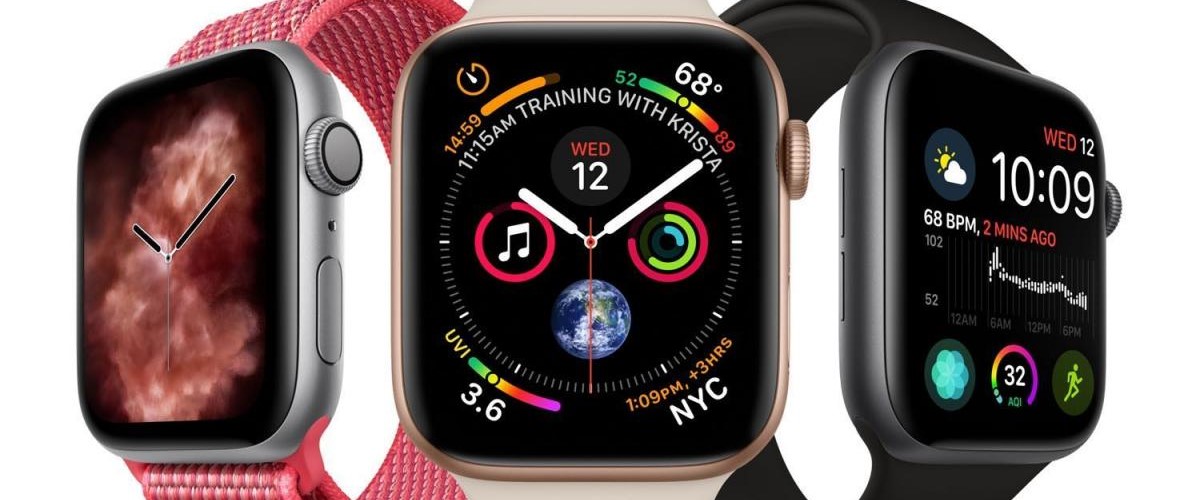 14:59
11:15AM TRAINING WITH KRISTA
52
68°
89
WED
12
UVI
3.6
1:09PM, +3HRS
NYC
WED 12
10:09
68 BPM, 2 MINS AGO
102
52
12AM 6AM 12PM 6PM
32
AQI